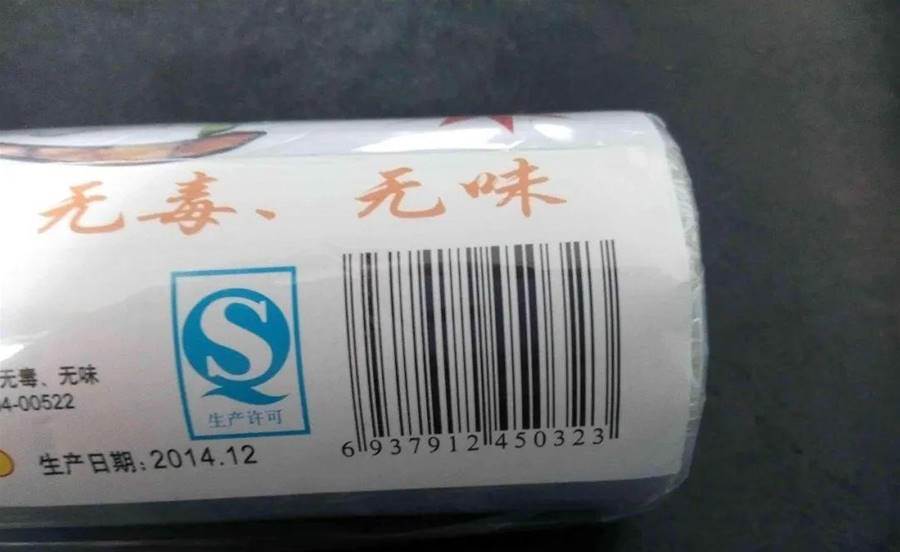 无毒、无味
生产许可
无毒、无味
4-00522
生产日期:2014.12
6 937912 450323